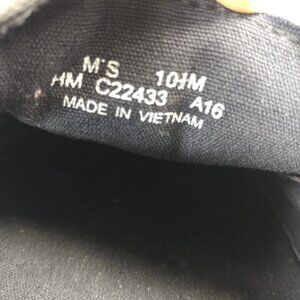 M'S 10½M
HM C22433 A16
MADE IN VIETNAM